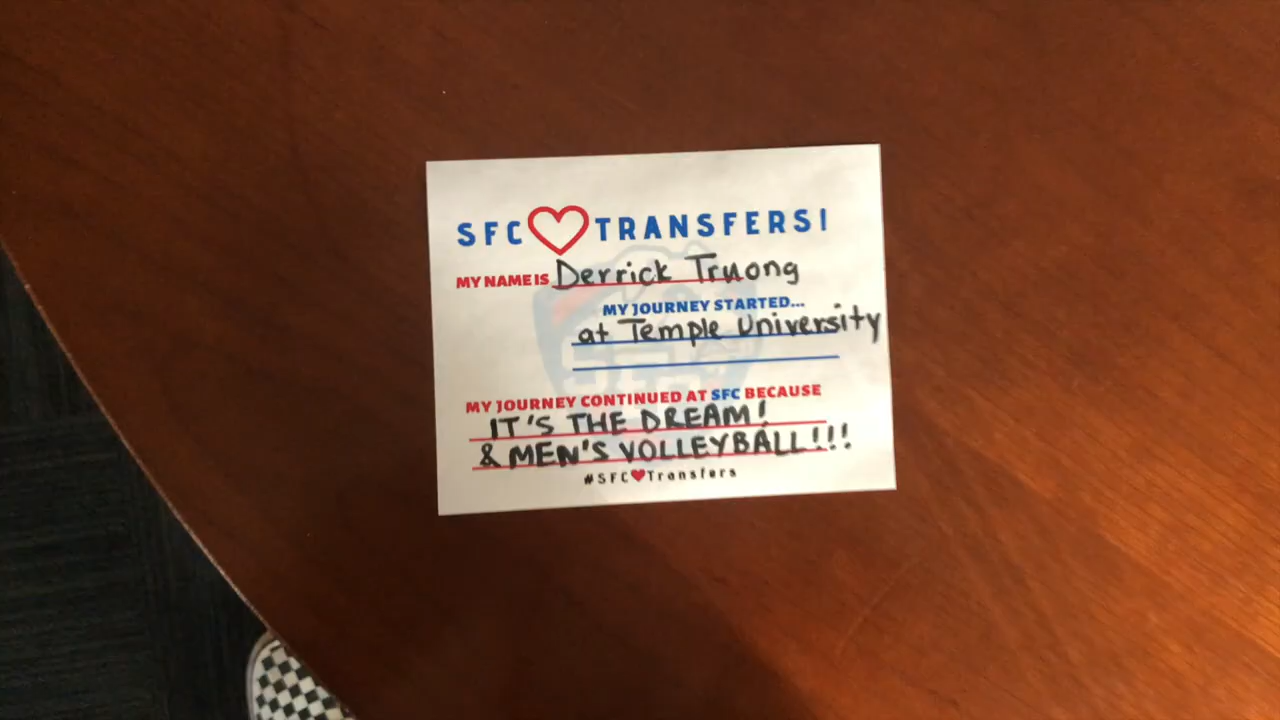 SFC ❤ TRANSFERS!
MY NAME IS Derrick Truong
MY JOURNEY STARTED...
at Temple University
MY JOURNEY CONTINUED AT SFC BECAUSE
IT'S THE DREAM!
& MEN'S VOLLEYBALL!!!
#SFC❤Transfers